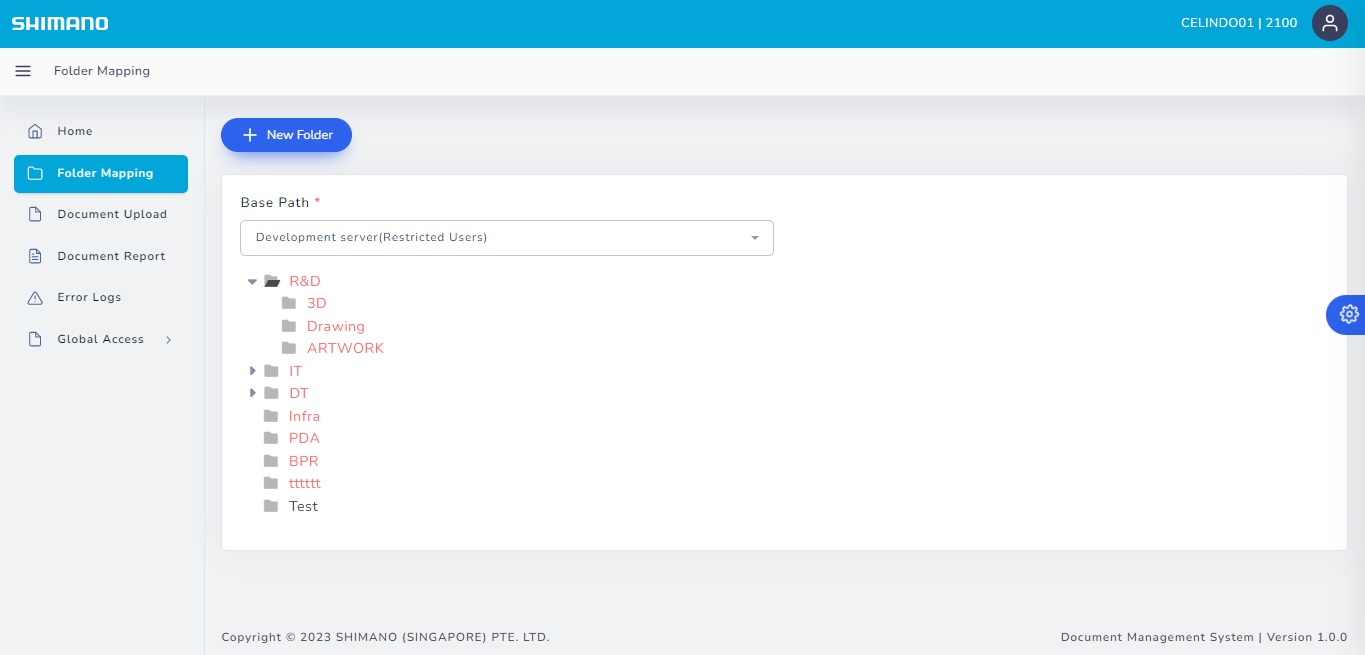 SHIMANO
CELINDO01 | 2100
Folder Mapping
Home
Folder Mapping
Document Upload
Document Report
Error Logs
Global Access
New Folder
Base Path *
Development server(Restricted Users)
R&D
3D
Drawing
ARTWORK
IT
DT
Infra
PDA
BPR
tttttt
Test
Copyright © 2023 SHIMANO (SINGAPORE) PTE. LTD.
Document Management System | Version 1.0.0